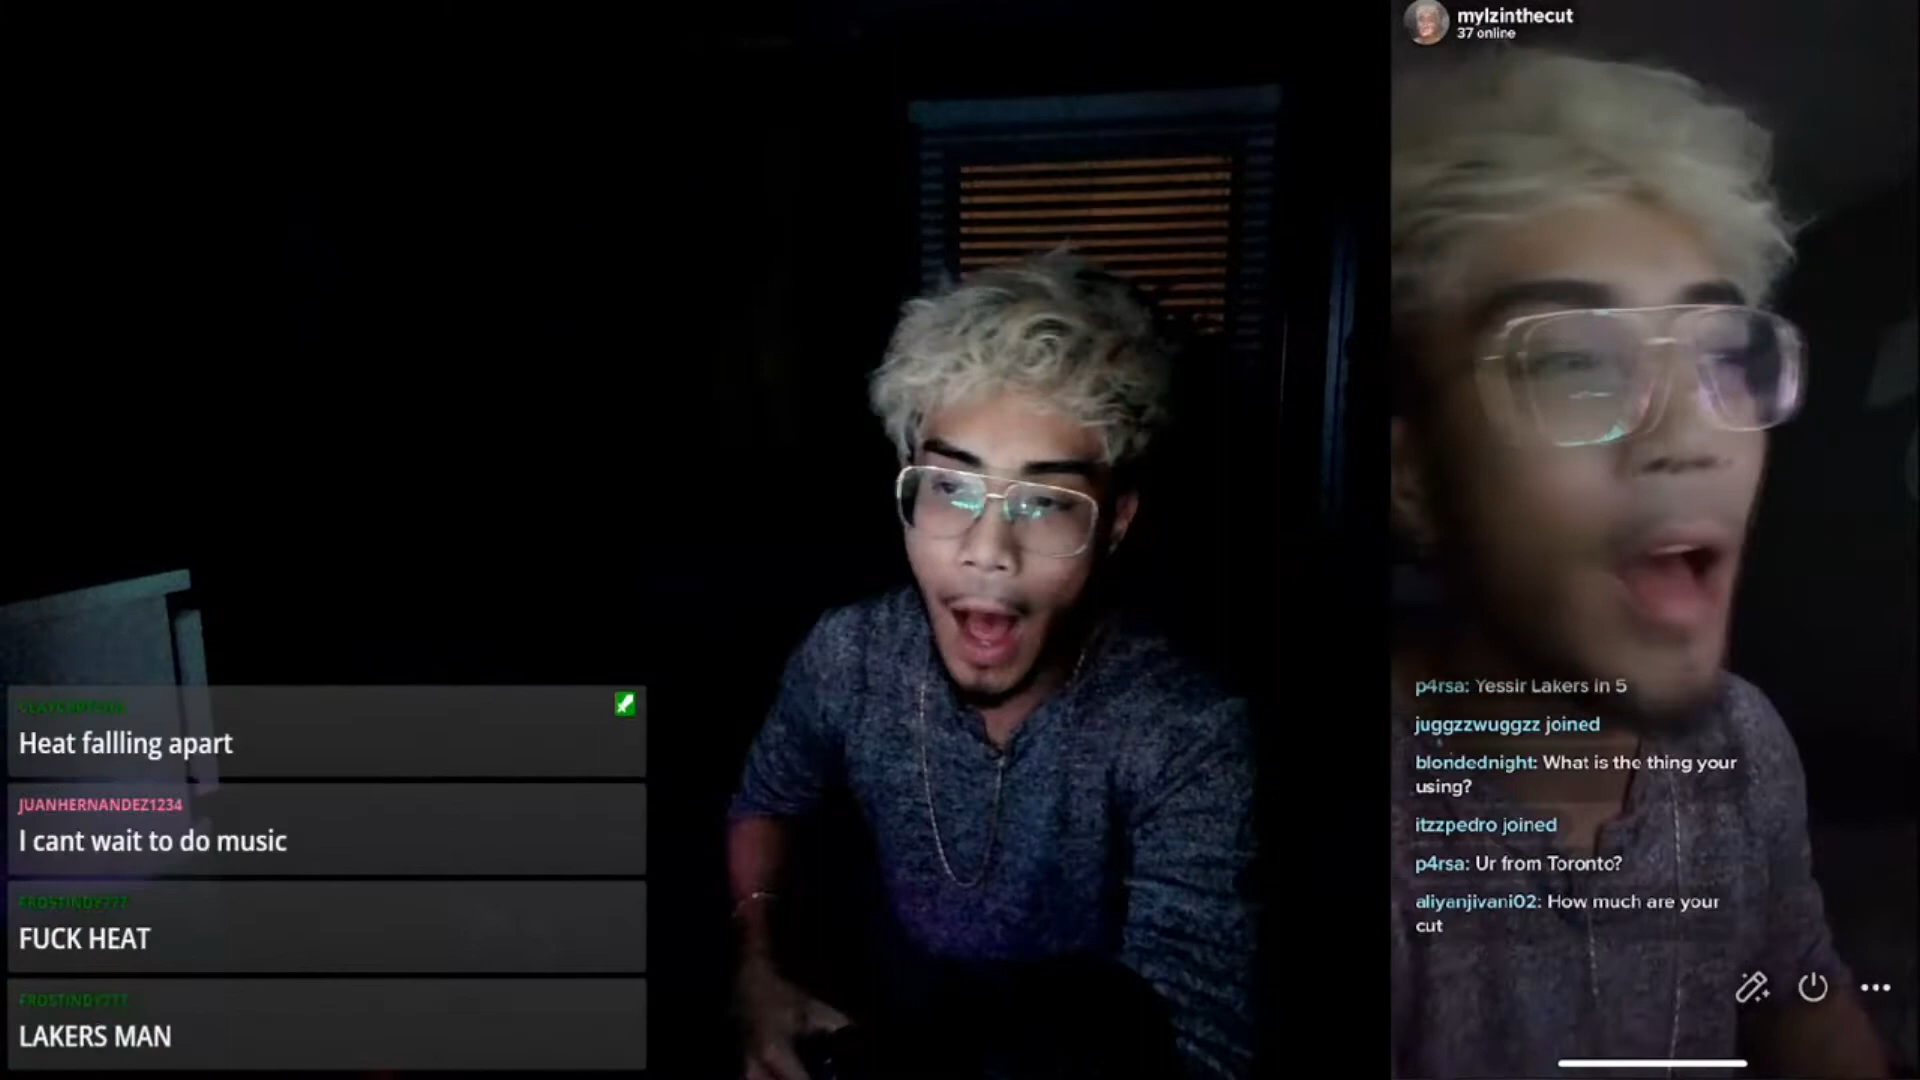 mylzinthecut
37 online
Heat fallling apart
JUANHERNANDEZ1234
I cant wait to do music
FROSTINDY777
FUCK HEAT
FROSTINDY777
LAKERS MAN
p4rsa: Yessir Lakers in 5
juggzzwuggzz joined
blondednight: What is the thing your
using?
itzzpedro joined
p4rsa: Ur from Toronto?
aliyanjivani02: How much are your
cut